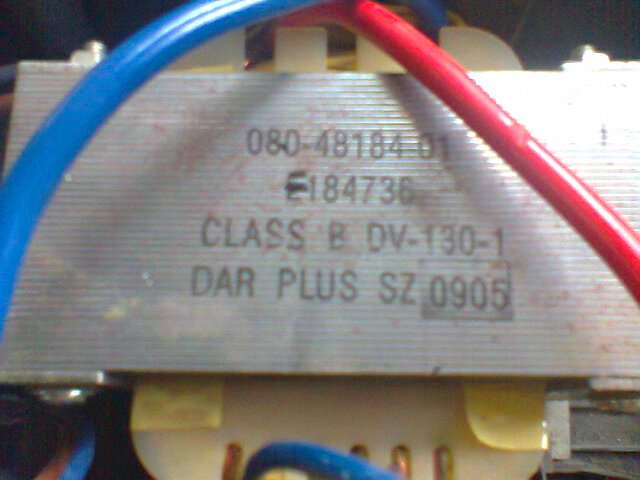 080-48184-01
E184736
CLASS B DV-130-1
DAR PLUS SZ 0905